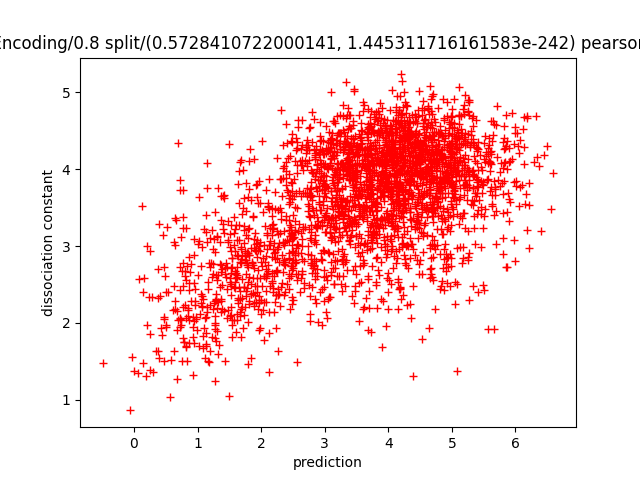 Encoding/0.8 split/(0.5728410722000141, 1.445311716161583e-242) pearson
5
4
3
2
1
dissociation constant
0 1 2 3 4 5 6
prediction